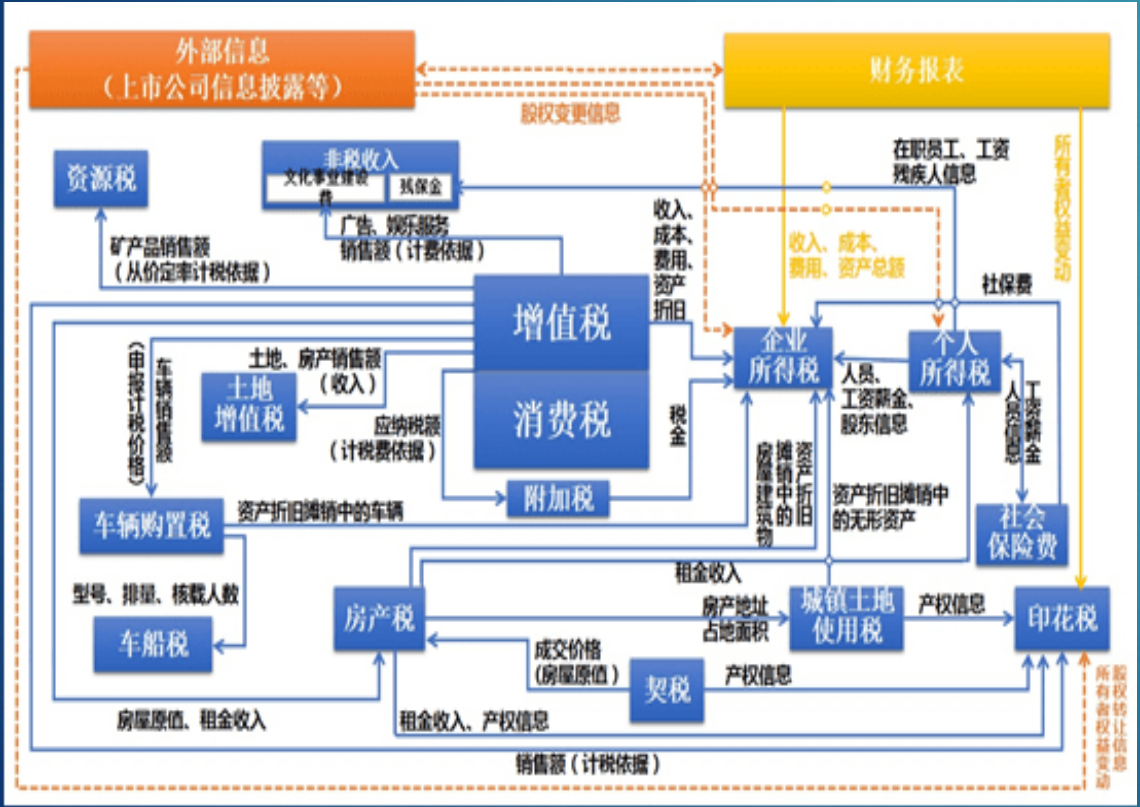 外部信息
（上市公司信息披露等）
财务报表
股权变更信息
所有者权益变动
在职员工、工资
残疾人信息
资源税
非税收入
文化事业建设
费
残保金
矿产品销售额
（从价定率计税依据）
广告、娱乐服务
销售额（计费依据）
收入、
成本、
费用、
资产
折旧
收入、成本、
费用、资产总额
社保费
增值税
消费税
企业
所得税
个人
所得税
人员、
工资薪金、
股东信息
工资薪金
人员信息
车辆销售额
（申报计税价格）
土地、房产销售额
（收入）
土地
增值税
应纳税额
（计税费依据）
税金
附加税
资产折旧
摊销中的
房屋建筑物
资产折旧摊销中
的无形资产
车辆购置税
资产折旧摊销中的车辆
社会
保险费
型号、排量、核载人数
车船税
租金收入
房产税
房产地址
占地面积
城镇土地
使用税
产权信息
印花税
成交价格
(房屋原值）
契税
产权信息
房屋原值、租金收入
租金收入、产权信息
股权转让信息
所有者权益变动
销售额（计税依据）